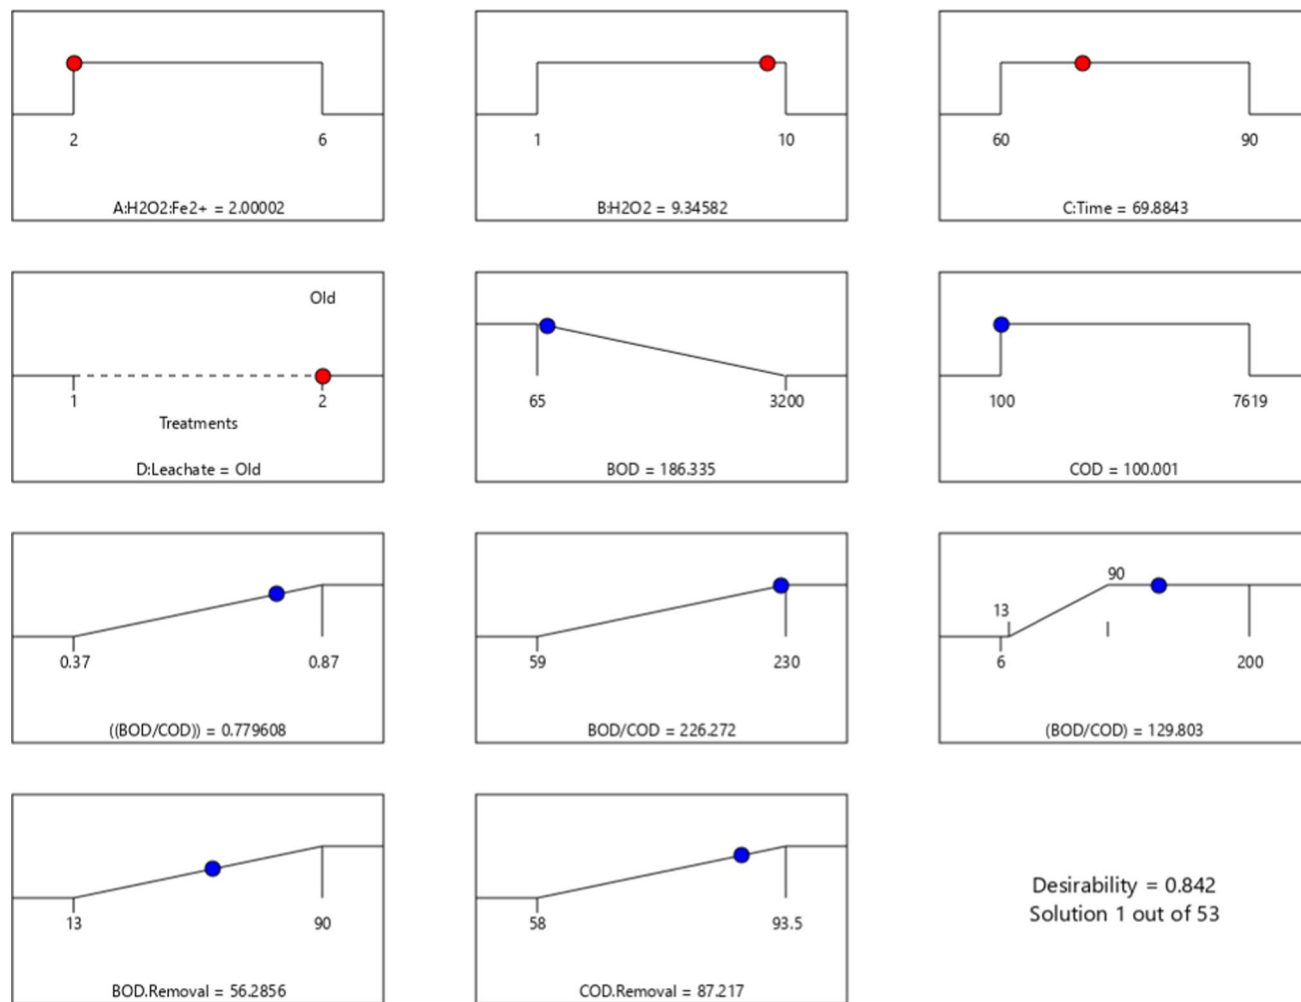 2 6
A:H2O2:Fe2+ = 2.00002
1 10
B:H2O2 = 9.34582
60 90
C:Time = 69.8843
Old
1 2
Treatments
D:Leachate = Old
65 3200
BOD = 186.335
100 7619
COD = 100.001
0.37 0.87
((BOD/COD)) = 0.779608
59 230
BOD/COD = 226.272
90
13
6 200
(BOD/COD) = 129.803
13 90
BOD.Removal = 56.2856
58 93.5
COD.Removal = 87.217
Desirability = 0.842
Solution 1 out of 53